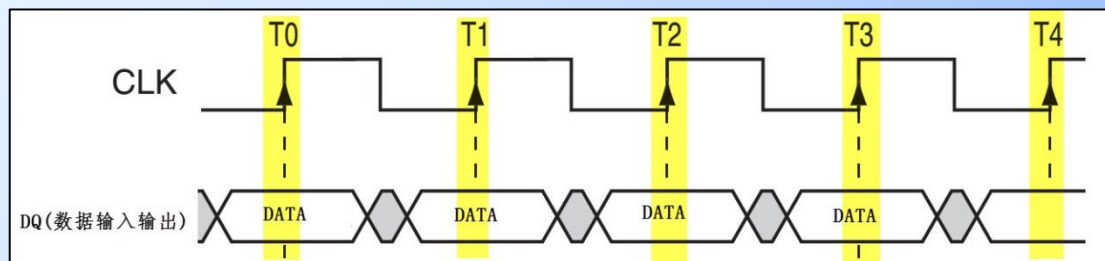 T0 T1 T2 T3 T4
CLK
DQ(数据输入输出) DATA DATA DATA DATA